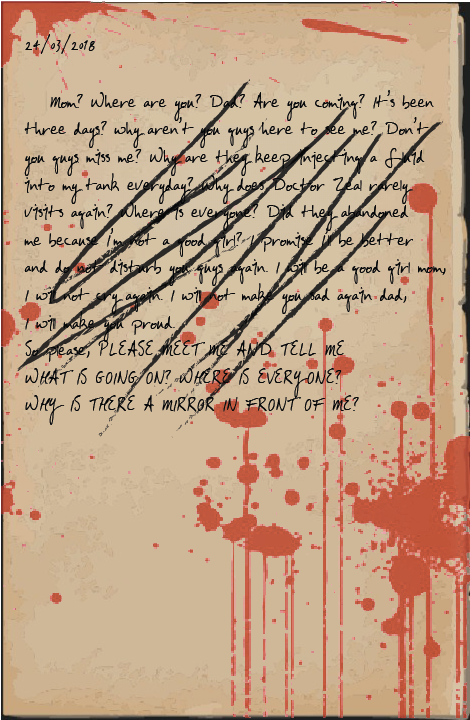 24/03/2018
Mom? Where are you? Dad? Are you coming? It's been
three days? why aren't you guys here to see me? Don't
you guys miss me? Why are they keep injecting a fluid
into my tank everyday? Why does Doctor Zeal rarely
visits again? Where is everyone? Did they abandoned
me because i'm not a good girl? I promise I'll be better
and do not disturb you guys again. I will be a good girl mom,
I will not cry again. I will not make you sad again dad,
I will make you proud.
So please, PLEASE MEET ME AND TELL ME
WHAT IS GOING ON? WHERE IS EVERYONE?
WHY IS THERE A MIRROR IN FRONT OF ME?